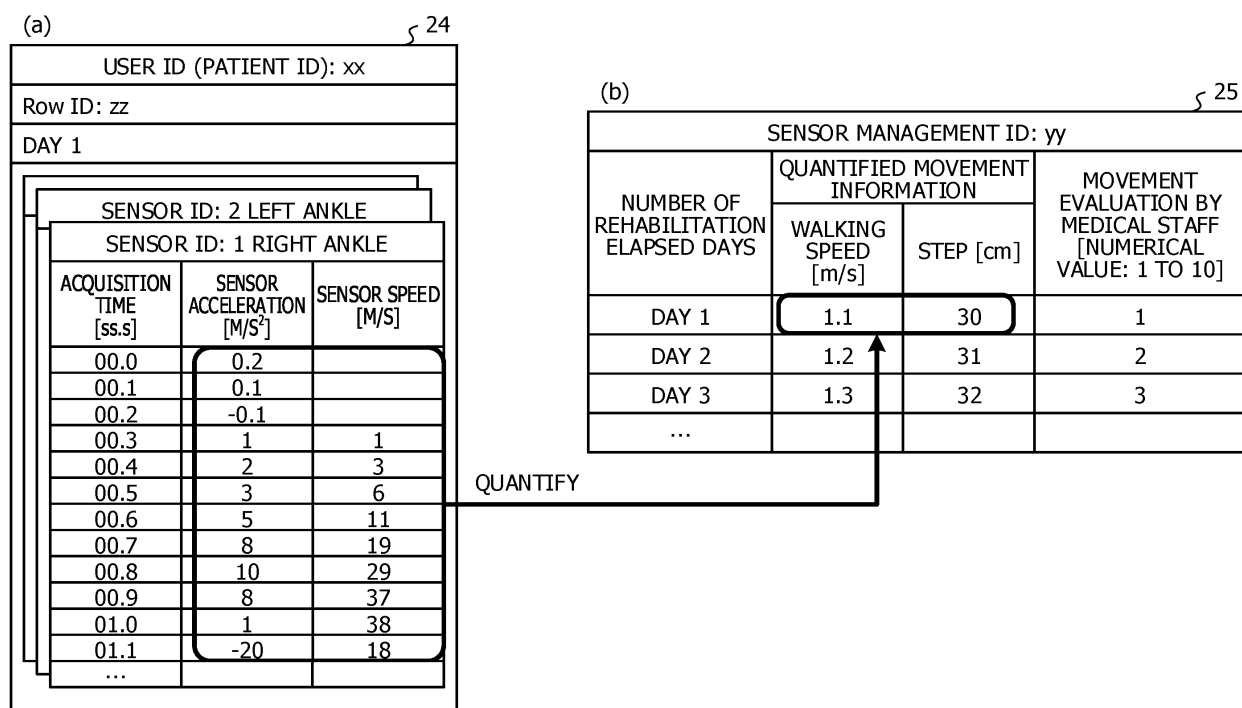 (a)
24
USER ID (PATIENT ID): xx
Row ID: zz
DAY 1
SENSOR ID: 2 LEFT ANKLE
SENSOR ID: 1 RIGHT ANKLE
ACQUISITION
TIME
[ss.s]
SENSOR
ACCELERATION
[M/S²]
SENSOR SPEED
[M/S]
00.0 0.2
00.1 0.1
00.2 -0.1
00.3 1 1
00.4 2 3
00.5 3 6
00.6 5 11
00.7 8 19
00.8 10 29
00.9 8 37
01.0 1 38
01.1 -20 18
...
QUANTIFY
(b)
25
SENSOR MANAGEMENT ID: yy
NUMBER OF
REHABILITATION
ELAPSED DAYS
QUANTIFIED MOVEMENT
INFORMATION
WALKING
SPEED
[m/s]
STEP [cm]
MOVEMENT
EVALUATION BY
MEDICAL STAFF
[NUMERICAL
VALUE: 1 TO 10]
DAY 1 1.1 30 1
DAY 2 1.2 31 2
DAY 3 1.3 32 3
...